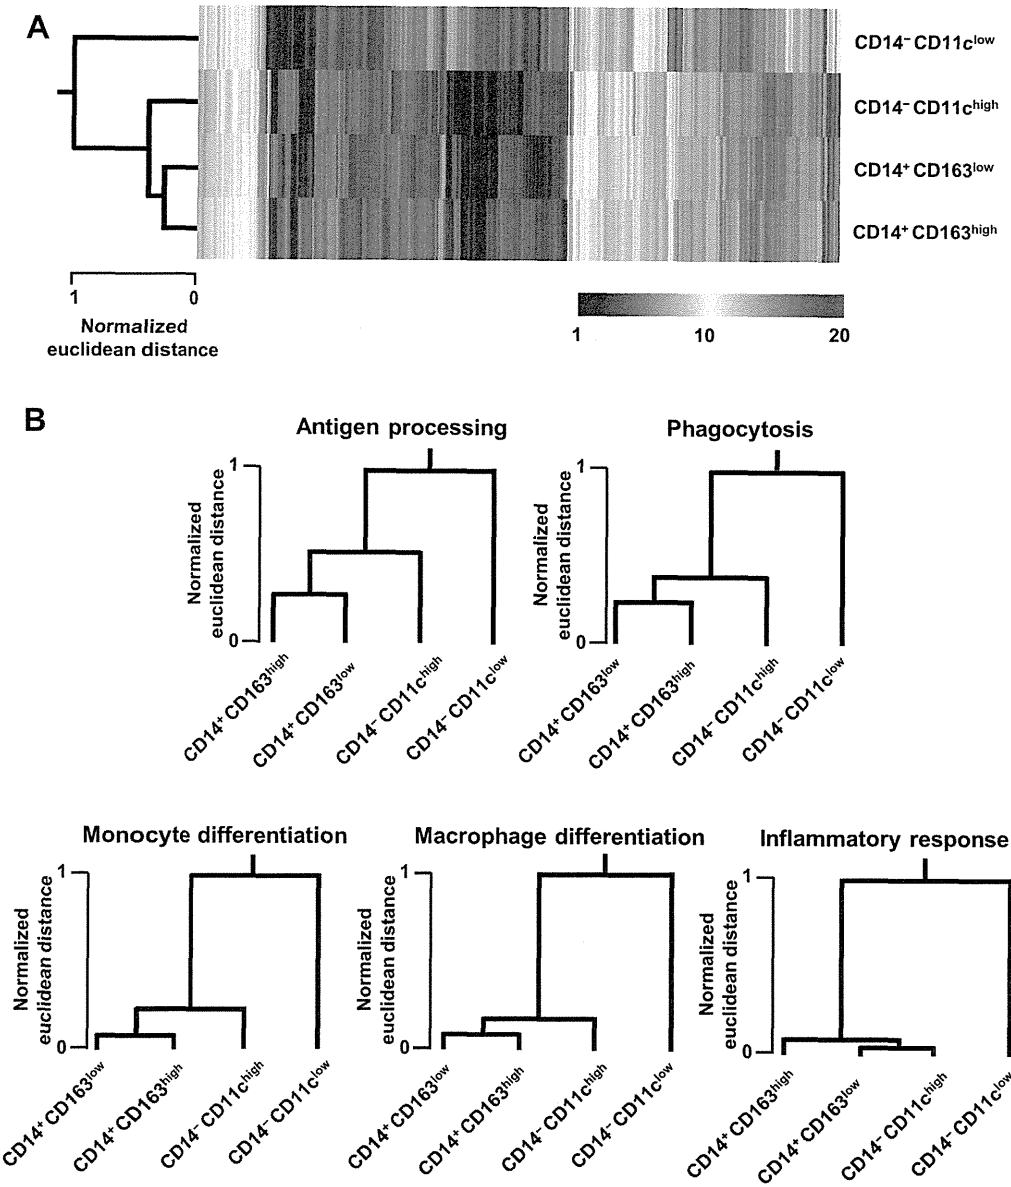 A
CD14⁻ CD11c^low
CD14⁻ CD11c^high
CD14⁺ CD163^low
CD14⁺ CD163^high
1 0
Normalized
euclidean distance
1 10 20
B
Antigen processing
1
0
Normalized
euclidean distance
CD14⁺ CD163^high
CD14⁺ CD163^low
CD14⁻ CD11c^high
CD14⁻ CD11c^low
Phagocytosis
1
0
Normalized
euclidean distance
CD14⁺ CD163^low
CD14⁺ CD163^high
CD14⁻ CD11c^high
CD14⁻ CD11c^low
Monocyte differentiation
1
0
Normalized
euclidean distance
CD14⁺ CD163^low
CD14⁺ CD163^high
CD14⁻ CD11c^high
CD14⁻ CD11c^low
Macrophage differentiation
1
0
Normalized
euclidean distance
CD14⁺ CD163^low
CD14⁺ CD163^high
CD14⁻ CD11c^high
CD14⁻ CD11c^low
Inflammatory response
1
0
Normalized
euclidean distance
CD14⁺ CD163^high
CD14⁺ CD163^low
CD14⁻ CD11c^high
CD14⁻ CD11c^low